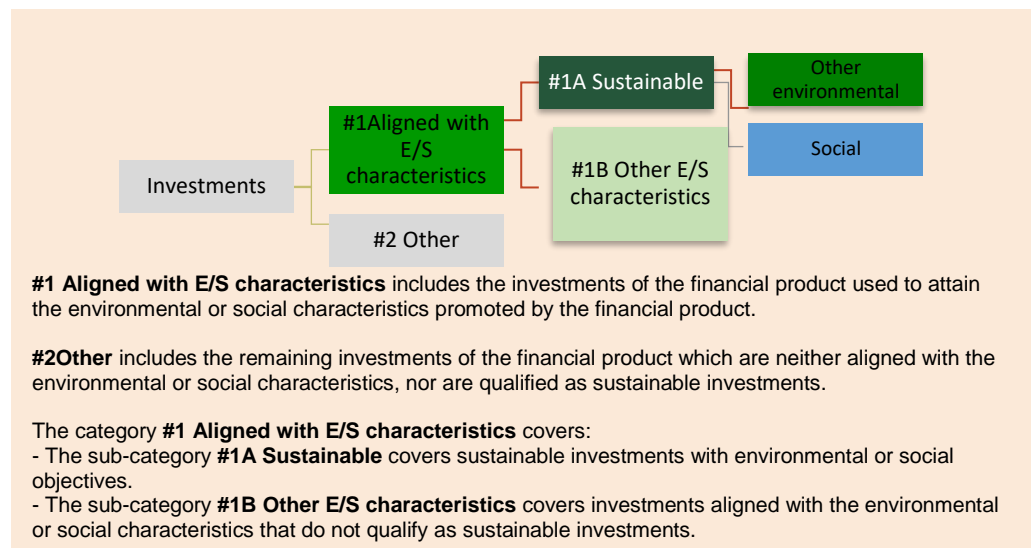 Investments
#1Aligned with
E/S
characteristics
#2 Other
#1A Sustainable
#1B Other E/S
characteristics
Other
environmental
Social
#1 Aligned with E/S characteristics includes the investments of the financial product used to attain
the environmental or social characteristics promoted by the financial product.
#2Other includes the remaining investments of the financial product which are neither aligned with the
environmental or social characteristics, nor are qualified as sustainable investments.
The category #1 Aligned with E/S characteristics covers:
- The sub-category #1A Sustainable covers sustainable investments with environmental or social
objectives.
- The sub-category #1B Other E/S characteristics covers investments aligned with the environmental
or social characteristics that do not qualify as sustainable investments.